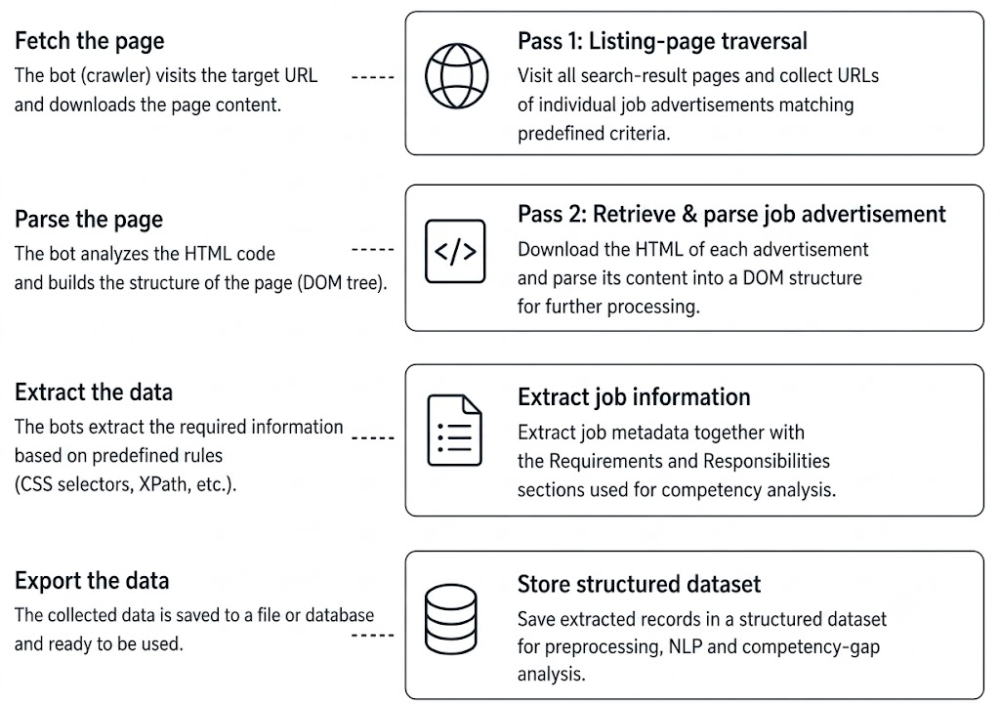 Fetch the page
The bot (crawler) visits the target URL
and downloads the page content.
Pass 1: Listing-page traversal
Visit all search-result pages and collect URLs
of individual job advertisements matching
predefined criteria.
Parse the page
The bot analyzes the HTML code
and builds the structure of the page (DOM tree).
</>
Pass 2: Retrieve & parse job advertisement
Download the HTML of each advertisement
and parse its content into a DOM structure
for further processing.
Extract the data
The bots extract the required information
based on predefined rules
(CSS selectors, XPath, etc.).
Extract job information
Extract job metadata together with
the Requirements and Responsibilities
sections used for competency analysis.
Export the data
The collected data is saved to a file or database
and ready to be used.
Store structured dataset
Save extracted records in a structured dataset
for preprocessing, NLP and competency-gap
analysis.